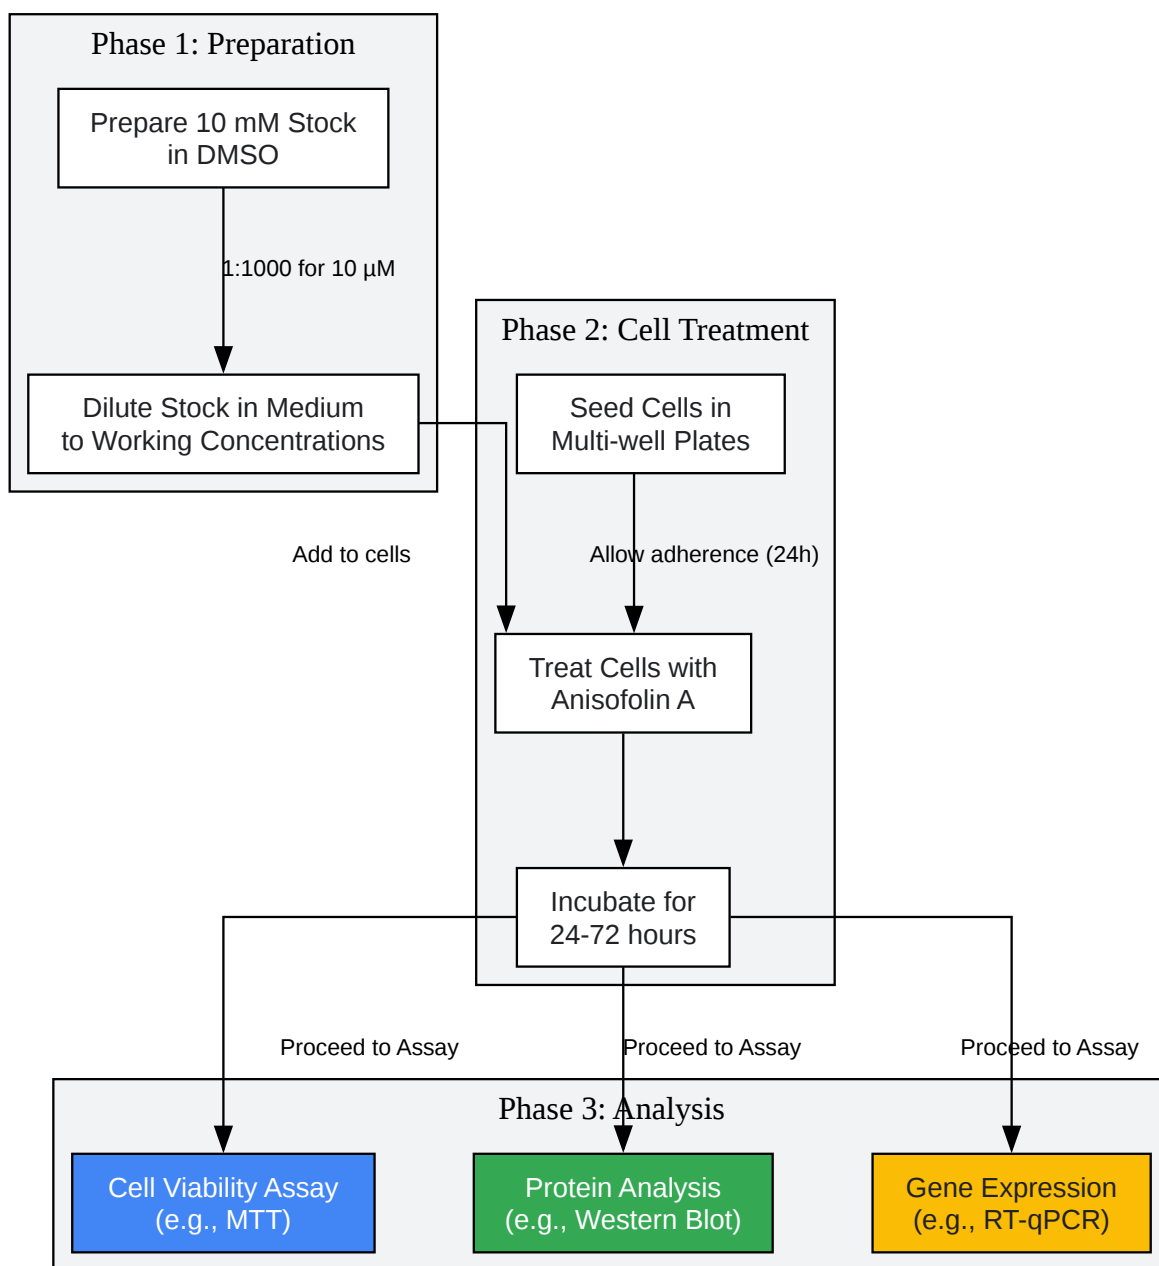 Phase 1: Preparation
Prepare 10 mM Stock
in DMSO
1:1000 for 10 µM
Dilute Stock in Medium
to Working Concentrations
Phase 2: Cell Treatment
Seed Cells in
Multi-well Plates
Add to cells
Allow adherence (24h)
Treat Cells with
Anisofolin A
Incubate for
24-72 hours
Proceed to Assay
Proceed to Assay
Proceed to Assay
Phase 3: Analysis
Cell Viability Assay
(e.g., MTT)
Protein Analysis
(e.g., Western Blot)
Gene Expression
(e.g., RT-qPCR)